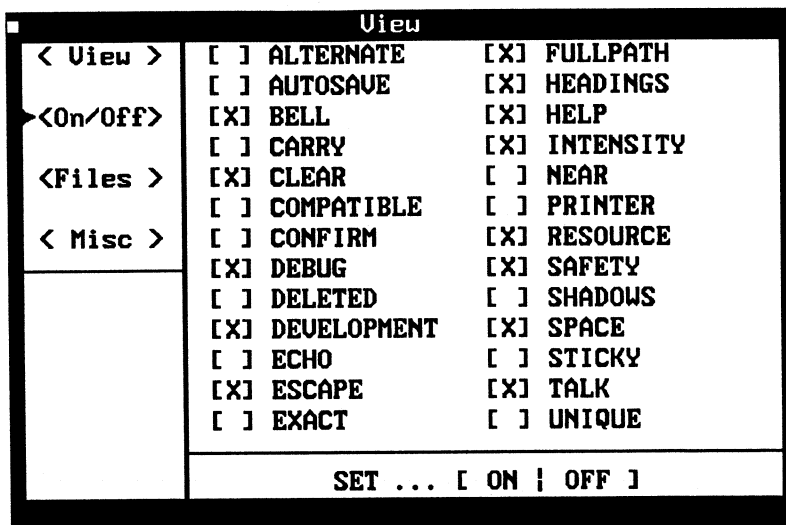 View
< View >
<On/Off>
<Files >
< Misc >
[ ] ALTERNATE
[ ] AUTOSAVE
[X] BELL
[ ] CARRY
[X] CLEAR
[ ] COMPATIBLE
[ ] CONFIRM
[X] DEBUG
[ ] DELETED
[X] DEVELOPMENT
[ ] ECHO
[X] ESCAPE
[ ] EXACT
[X] FULLPATH
[X] HEADINGS
[X] HELP
[X] INTENSITY
[ ] NEAR
[ ] PRINTER
[X] RESOURCE
[X] SAFETY
[ ] SHADOWS
[X] SPACE
[ ] STICKY
[X] TALK
[ ] UNIQUE
SET ... [ ON ¦ OFF ]